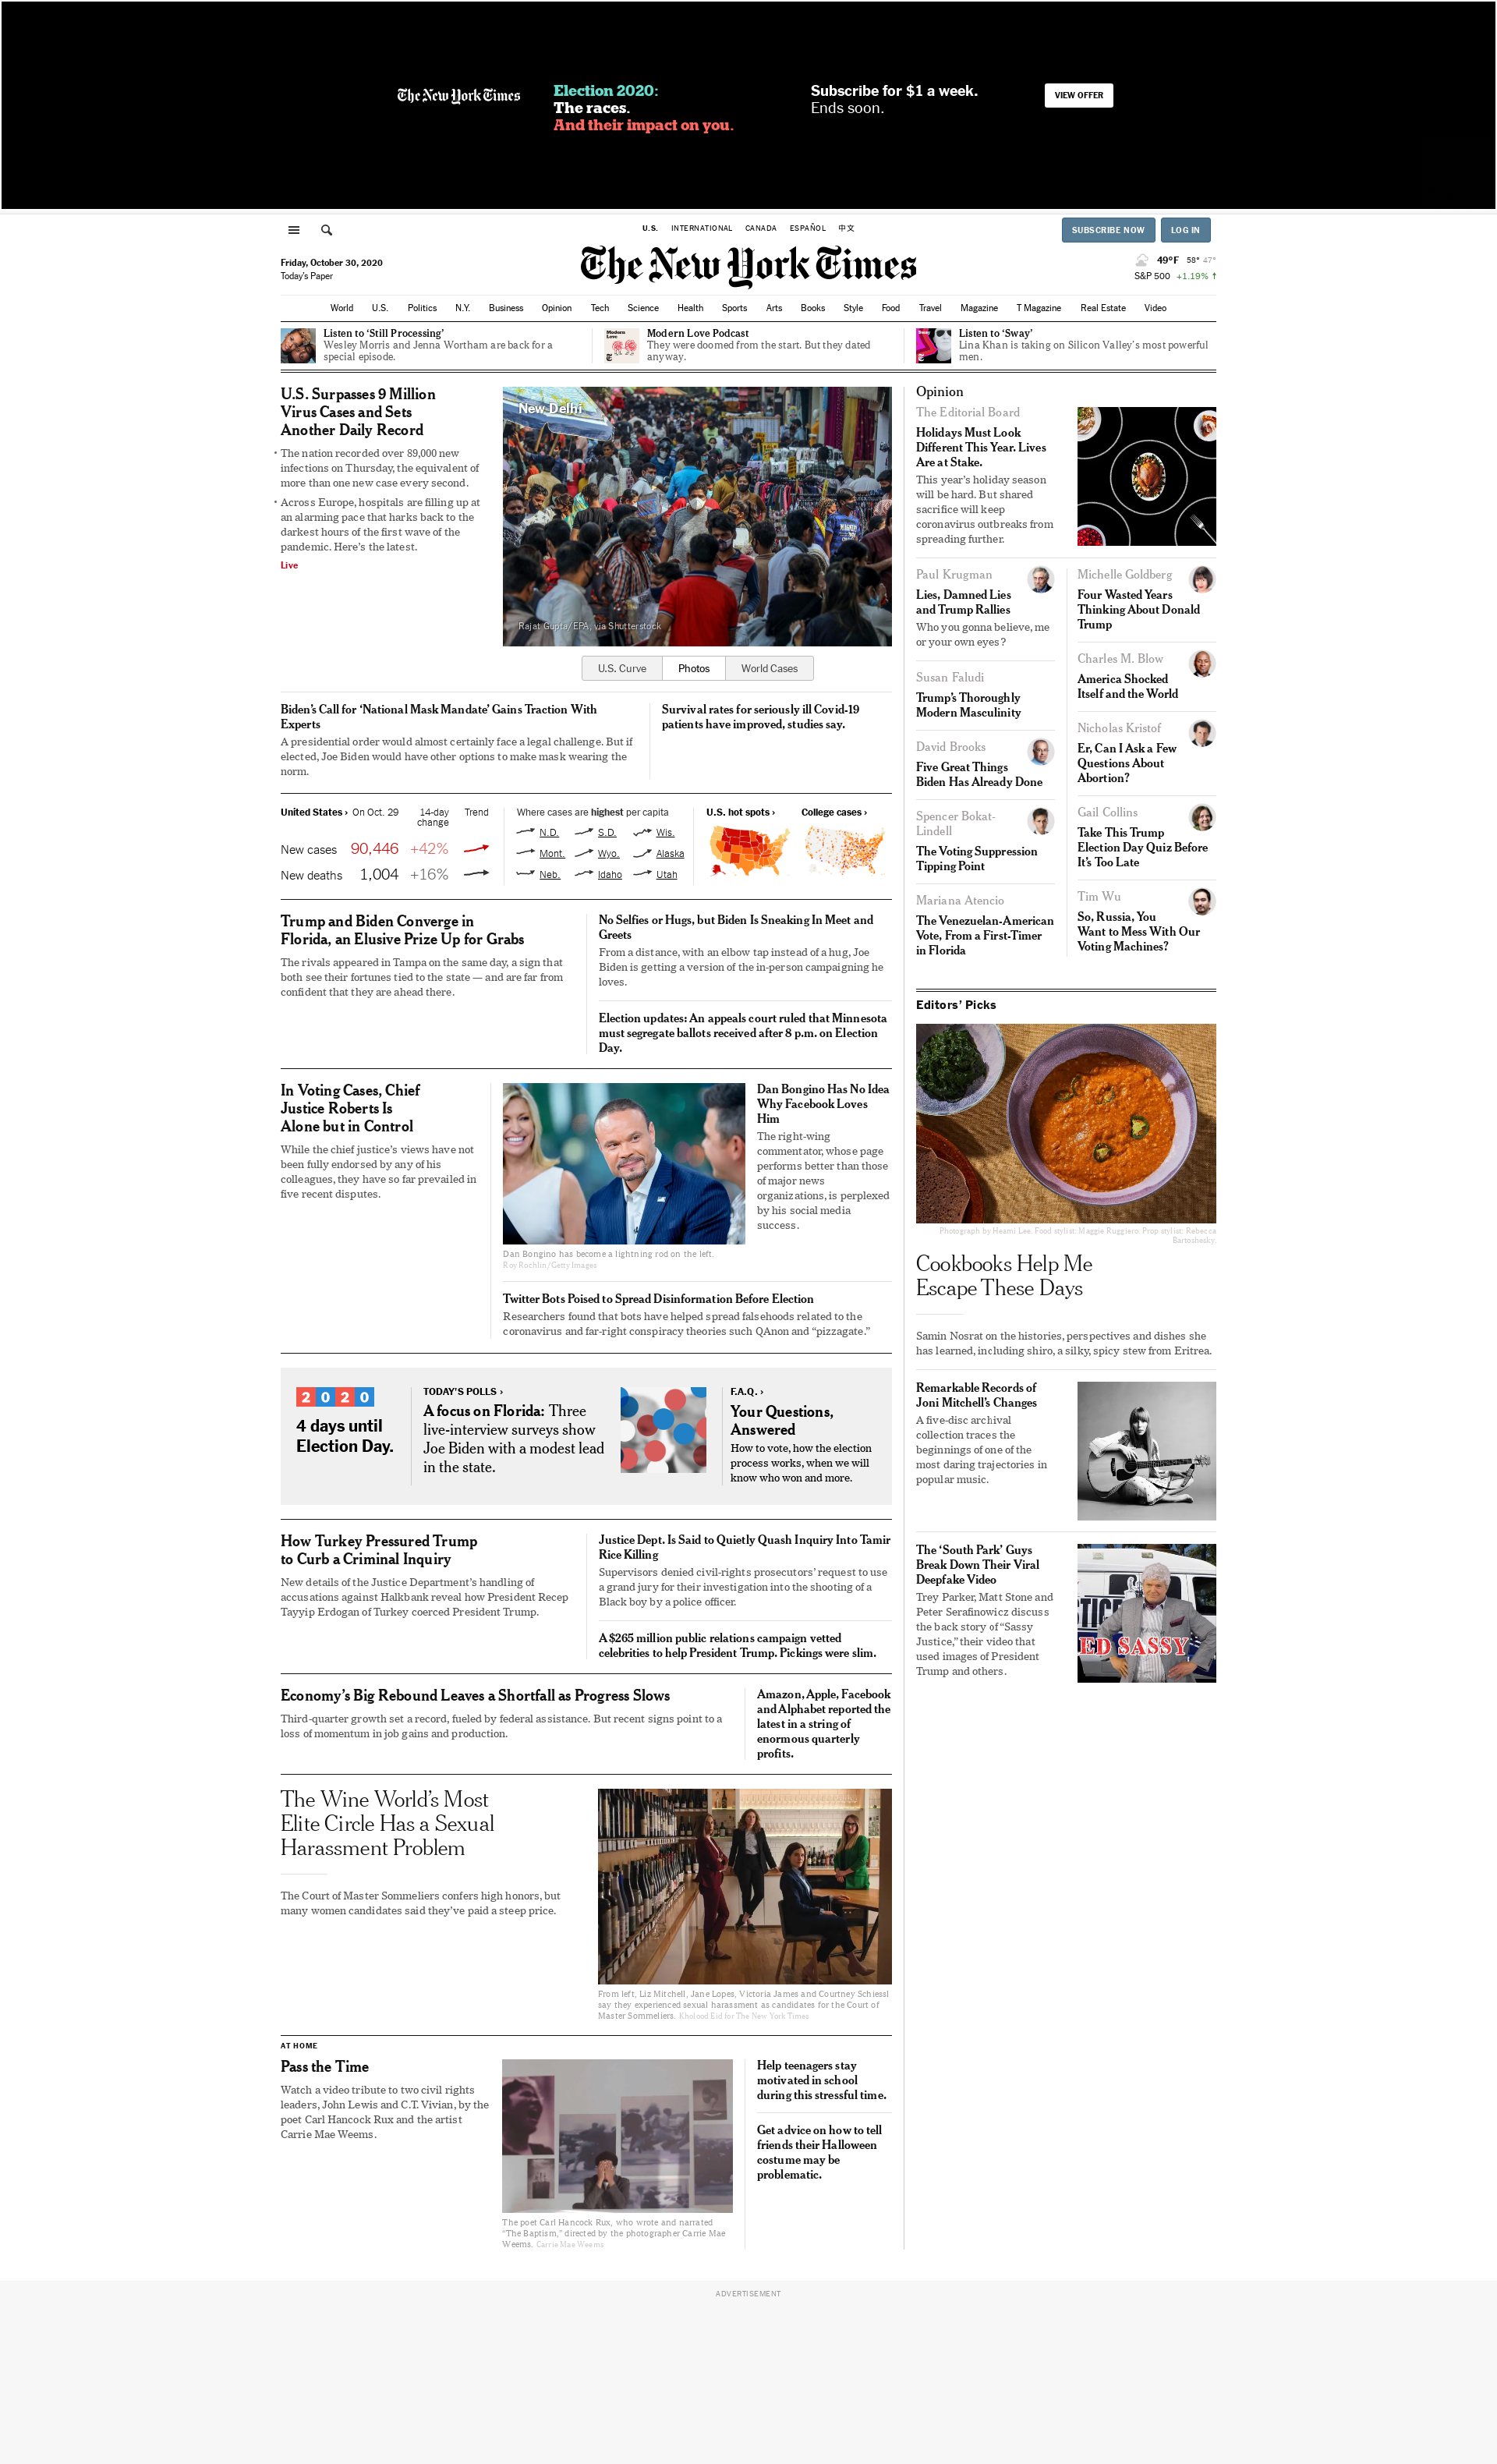 The New York Times
Election 2020:
The races.
And their impact on you.
Subscribe for $1 a week.
Ends soon.
VIEW OFFER
U.S. INTERNATIONAL CANADA ESPAÑOL 中文
SUBSCRIBE NOW LOG IN
Friday, October 30, 2020
Today's Paper
The New York Times
49°F 58° 47°
S&P 500 +1.19% ↑
World U.S. Politics N.Y. Business Opinion Tech Science Health Sports Arts Books Style Food Travel Magazine T Magazine Real Estate Video
Listen to ‘Still Processing’
Wesley Morris and Jenna Wortham are back for a
special episode.
Modern Love Podcast
They were doomed from the start. But they dated
anyway.
Listen to ‘Sway’
Lina Khan is taking on Silicon Valley's most powerful
men.
U.S. Surpasses 9 Million
Virus Cases and Sets
Another Daily Record
• The nation recorded over 89,000 new
infections on Thursday, the equivalent of
more than one new case every second.
• Across Europe, hospitals are filling up at
an alarming pace that harks back to the
darkest hours of the first wave of the
pandemic. Here's the latest.
Live
New Delhi
Rajat Gupta/EPA, via Shutterstock
U.S. Curve Photos World Cases
Biden’s Call for ‘National Mask Mandate’ Gains Traction With
Experts
A presidential order would almost certainly face a legal challenge. But if
elected, Joe Biden would have other options to make mask wearing the
norm.
Survival rates for seriously ill Covid-19
patients have improved, studies say.
United States › On Oct. 29 14-day
change Trend
New cases 90,446 +42%
New deaths 1,004 +16%
Where cases are highest per capita
N.D. S.D. Wis.
Mont. Wyo. Alaska
Neb. Idaho Utah
U.S. hot spots ›
College cases ›
Trump and Biden Converge in
Florida, an Elusive Prize Up for Grabs
The rivals appeared in Tampa on the same day, a sign that
both see their fortunes tied to the state — and are far from
confident that they are ahead there.
No Selfies or Hugs, but Biden Is Sneaking In Meet and
Greets
From a distance, with an elbow tap instead of a hug, Joe
Biden is getting a version of the in-person campaigning he
loves.
Election updates: An appeals court ruled that Minnesota
must segregate ballots received after 8 p.m. on Election
Day.
In Voting Cases, Chief
Justice Roberts Is
Alone but in Control
While the chief justice’s views have not
been fully endorsed by any of his
colleagues, they have so far prevailed in
five recent disputes.
Dan Bongino has become a lightning rod on the left.
Roy Rochlin/Getty Images
Dan Bongino Has No Idea
Why Facebook Loves
Him
The right-wing
commentator, whose page
performs better than those
of major news
organizations, is perplexed
by his social media
success.
Twitter Bots Poised to Spread Disinformation Before Election
Researchers found that bots have helped spread falsehoods related to the
coronavirus and far-right conspiracy theories such QAnon and “pizzagate.”
2020
4 days until
Election Day.
TODAY’S POLLS ›
A focus on Florida: Three
live-interview surveys show
Joe Biden with a modest lead
in the state.
F.A.Q. ›
Your Questions,
Answered
How to vote, how the election
process works, when we will
know who won and more.
How Turkey Pressured Trump
to Curb a Criminal Inquiry
New details of the Justice Department’s handling of
accusations against Halkbank reveal how President Recep
Tayyip Erdogan of Turkey coerced President Trump.
Justice Dept. Is Said to Quietly Quash Inquiry Into Tamir
Rice Killing
Supervisors denied civil-rights prosecutors’ request to use
a grand jury for their investigation into the shooting of a
Black boy by a police officer.
A $265 million public relations campaign vetted
celebrities to help President Trump. Pickings were slim.
Economy’s Big Rebound Leaves a Shortfall as Progress Slows
Third-quarter growth set a record, fueled by federal assistance. But recent signs point to a
loss of momentum in job gains and production.
Amazon, Apple, Facebook
and Alphabet reported the
latest in a string of
enormous quarterly
profits.
The Wine World’s Most
Elite Circle Has a Sexual
Harassment Problem
The Court of Master Sommeliers confers high honors, but
many women candidates said they’ve paid a steep price.
From left, Liz Mitchell, Jane Lopes, Victoria James and Courtney Schiessl
say they experienced sexual harassment as candidates for the Court of
Master Sommeliers. Kholood Eid for The New York Times
AT HOME
Pass the Time
Watch a video tribute to two civil rights
leaders, John Lewis and C.T. Vivian, by the
poet Carl Hancock Rux and the artist
Carrie Mae Weems.
The poet Carl Hancock Rux, who wrote and narrated
“The Baptism,” directed by the photographer Carrie Mae
Weems. Carrie Mae Weems
Help teenagers stay
motivated in school
during this stressful time.
Get advice on how to tell
friends their Halloween
costume may be
problematic.
Opinion
The Editorial Board
Holidays Must Look
Different This Year. Lives
Are at Stake.
This year’s holiday season
will be hard. But shared
sacrifice will keep
coronavirus outbreaks from
spreading further.
Paul Krugman
Lies, Damned Lies
and Trump Rallies
Who you gonna believe, me
or your own eyes?
Susan Faludi
Trump’s Thoroughly
Modern Masculinity
David Brooks
Five Great Things
Biden Has Already Done
Spencer Bokat-
Lindell
The Voting Suppression
Tipping Point
Mariana Atencio
The Venezuelan-American
Vote, From a First-Timer
in Florida
Michelle Goldberg
Four Wasted Years
Thinking About Donald
Trump
Charles M. Blow
America Shocked
Itself and the World
Nicholas Kristof
Er, Can I Ask a Few
Questions About
Abortion?
Gail Collins
Take This Trump
Election Day Quiz Before
It’s Too Late
Tim Wu
So, Russia, You
Want to Mess With Our
Voting Machines?
Editors’ Picks
Photograph by Heami Lee. Food stylist: Maggie Ruggiero. Prop stylist: Rebecca
Bartoshesky.
Cookbooks Help Me
Escape These Days
Samin Nosrat on the histories, perspectives and dishes she
has learned, including shiro, a silky, spicy stew from Eritrea.
Remarkable Records of
Joni Mitchell’s Changes
A five-disc archival
collection traces the
beginnings of one of the
most daring trajectories in
popular music.
The ‘South Park’ Guys
Break Down Their Viral
Deepfake Video
Trey Parker, Matt Stone and
Peter Serafinowicz discuss
the back story of “Sassy
Justice,” their video that
used images of President
Trump and others.
STICE
ED SASSY
ADVERTISEMENT